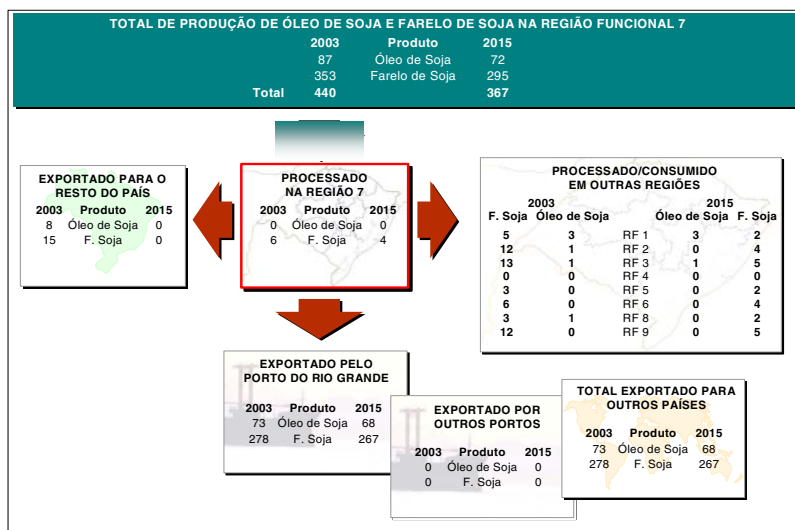 TOTAL DE PRODUÇÃO DE ÓLEO DE SOJA E FARELO DE SOJA NA REGIÃO FUNCIONAL 7
2003 Produto 2015
87 Óleo de Soja 72
353 Farelo de Soja 295
Total 440 367
EXPORTADO PARA O
RESTO DO PAÍS
2003 Produto 2015
8 Óleo de Soja 0
15 F. Soja 0
PROCESSADO
NA REGIÃO 7
2003 Produto 2015
0 Óleo de Soja 0
6 F. Soja 4
PROCESSADO/CONSUMIDO
EM OUTRAS REGIÕES
2003 2015
F. Soja Óleo de Soja Óleo de Soja F. Soja
5 3 RF 1 3 2
12 1 RF 2 0 4
13 1 RF 3 1 5
0 0 RF 4 0 0
3 0 RF 5 0 2
6 0 RF 6 0 4
3 1 RF 8 0 2
12 0 RF 9 0 5
EXPORTADO PELO
PORTO DO RIO GRANDE
2003 Produto 2015
73 Óleo de Soja 68
278 F. Soja 267
EXPORTADO POR
OUTROS PORTOS
2003 Produto 2015
0 Óleo de Soja 0
0 F. Soja 0
TOTAL EXPORTADO PARA
OUTROS PAÍSES
2003 Produto 2015
73 Óleo de Soja 68
278 F. Soja 267